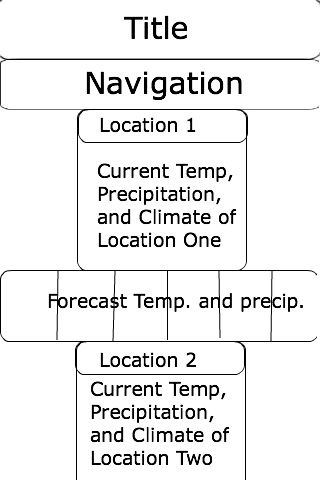 Title
Navigation
Location 1
Current Temp,
Precipitation,
and Climate of
Location One
Forecast Temp. and precip.
Location 2
Current Temp,
Precipitation,
and Climate of
Location Two